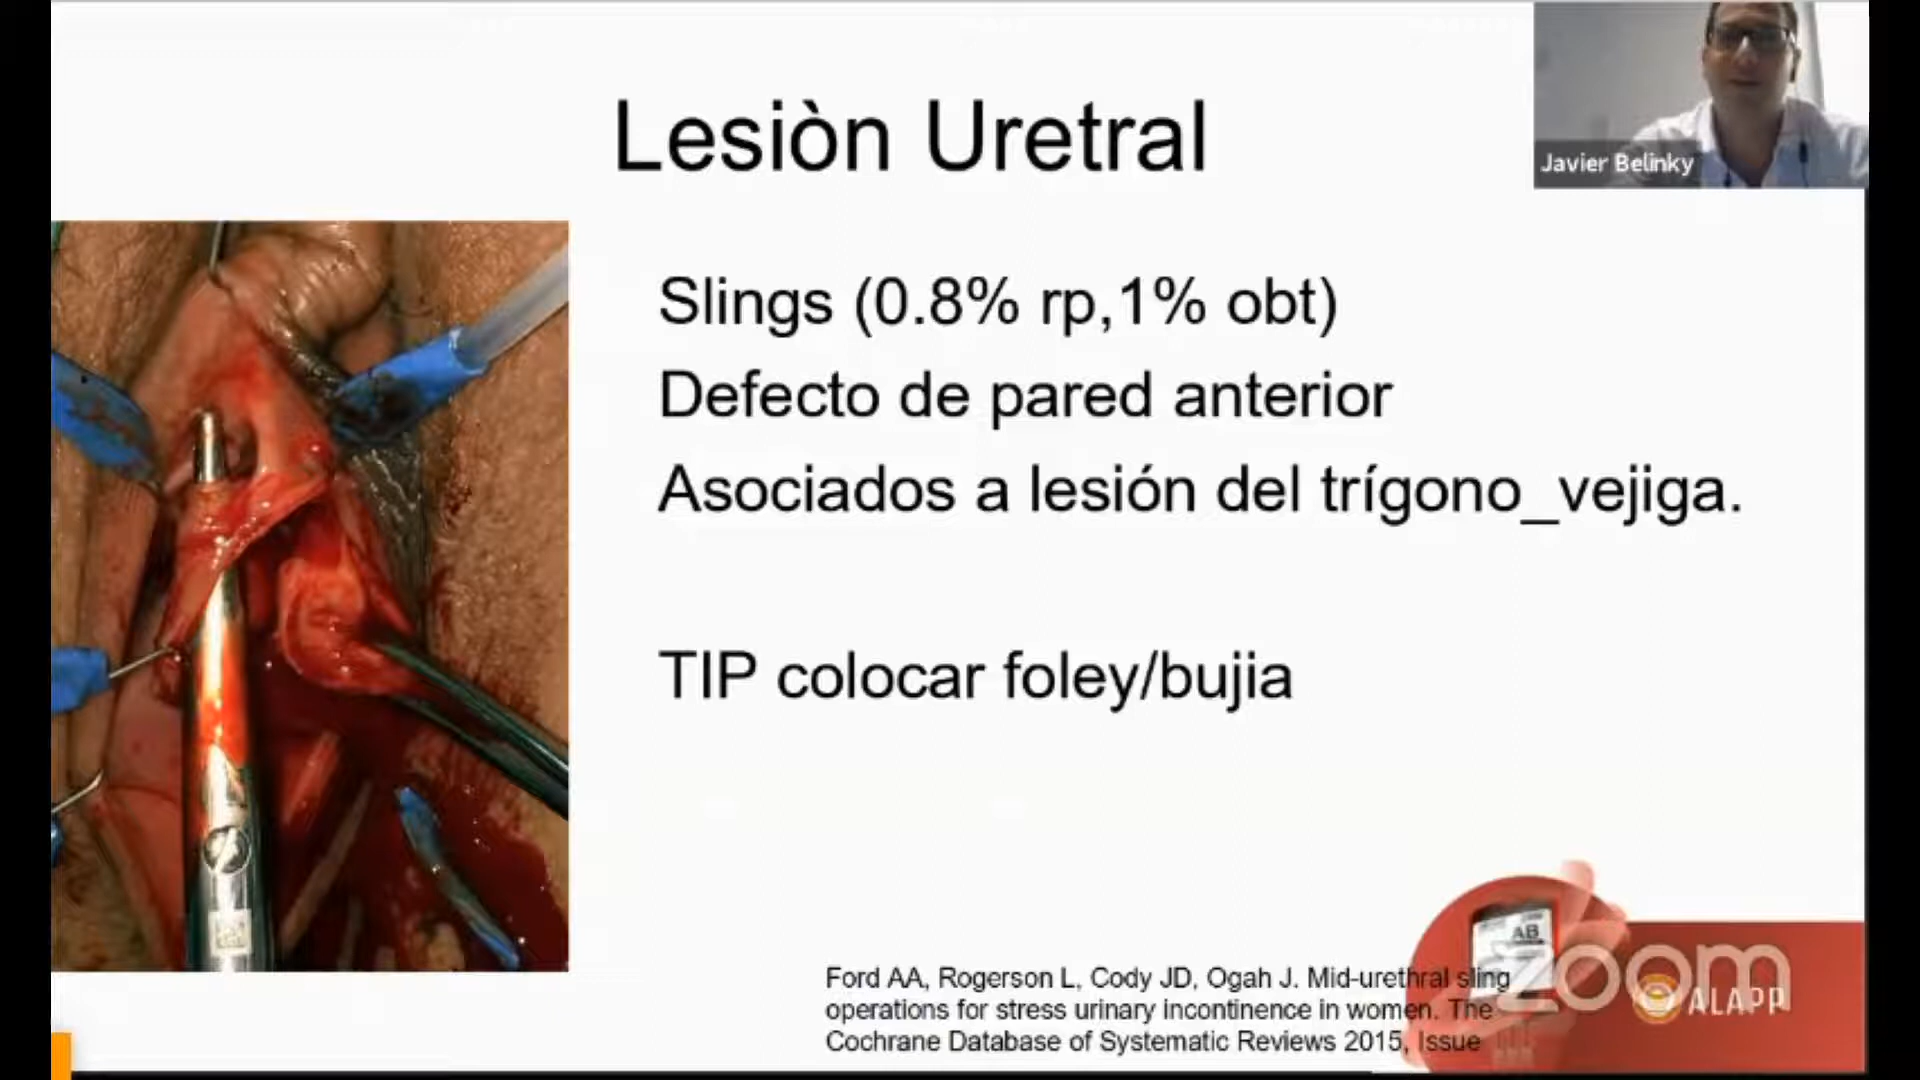 Lesiòn Uretral
Javier Belinky
Slings (0.8% rp,1% obt)
Defecto de pared anterior
Asociados a lesión del trígono_vejiga.
TIP colocar foley/bujia
Ford AA, Rogerson L, Cody JD, Ogah J. Mid-urethral sling
operations for stress urinary incontinence in women. The
Cochrane Database of Systematic Reviews 2015, Issue
AB
zoom
ALAPP